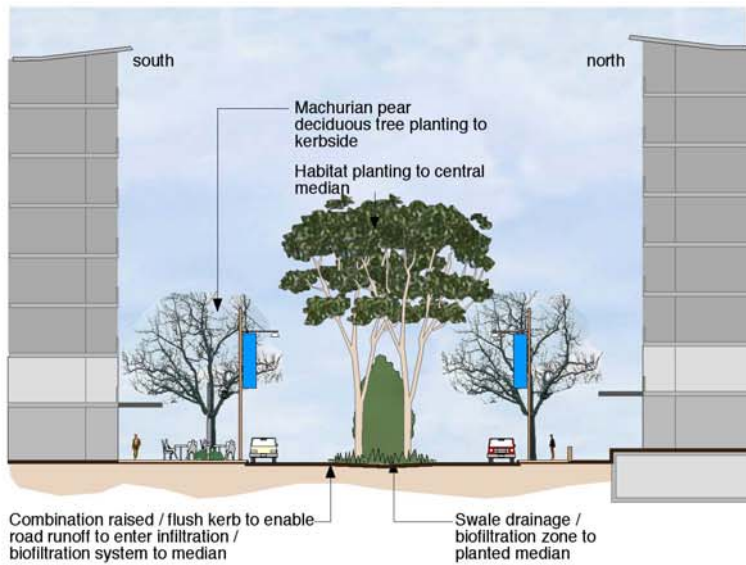 south
north
Machurian pear
deciduous tree planting to
kerbside
Habitat planting to central
median
Combination raised / flush kerb to enable
road runoff to enter infiltration /
biofiltration system to median
Swale drainage /
biofiltration zone to
planted median